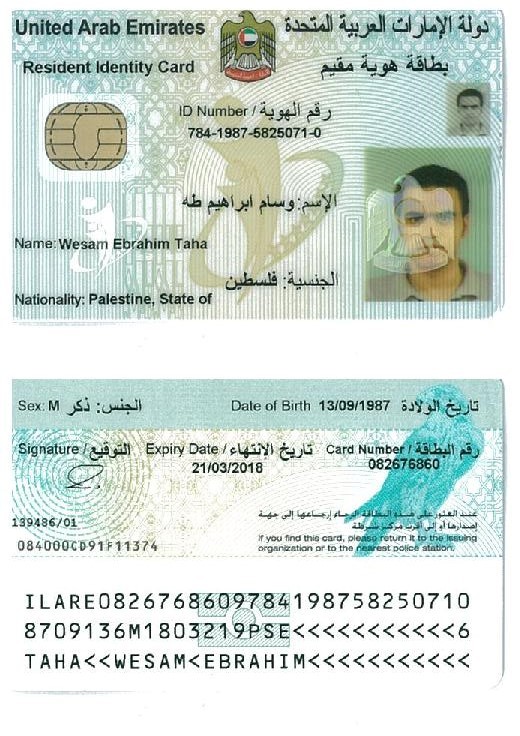 United Arab Emirates دولة الإمارات العربية المتحدة
Resident Identity Card بطاقة هوية مقيم
ID Number / رقم الهوية
784-1987-5825071-0
الإسم: وسام ابراهيم طه
Name: Wesam Ebrahim Taha
الجنسية: فلسطين
Nationality: Palestine, State of
Sex: M الجنس: ذكر Date of Birth 13/09/1987 تاريخ الولادة
Signature / التوقيع Expiry Date / تاريخ الانتهاء Card Number / رقم البطاقة
21/03/2018 082676860
139486/01
عند العثور على هذه البطاقة الرجاء إرجاعها إلى جهة
إصدارها أو إلى أقرب مركز شرطة
If you find this card, please return it to the issuing
organization or to the nearest police station.
ILARE0826768609784198758250710
8709136M1803219PSE<<<<<<<<<<<6
TAHA<<WESAM<EBRAHIM<<<<<<<<<<<